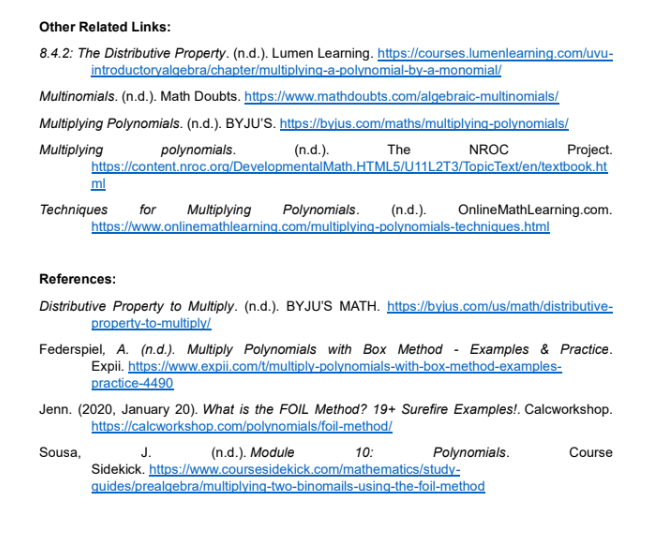 Other Related Links:
8.4.2: The Distributive Property. (n.d.). Lumen Learning. https://courses.lumenlearning.com/uvu-
introductoryalgebra/chapter/multiplying-a-polynomial-by-a-monomial/
Multinomials. (n.d.). Math Doubts. https://www.mathdoubts.com/algebraic-multinomials/
Multiplying Polynomials. (n.d.). BYJU'S. https://byjus.com/maths/multiplying-polynomials/
Multiplying polynomials. (n.d.). The NROC Project.
https://content.nroc.org/DevelopmentalMath.HTML5/U11L2T3/TopicText/en/textbook.ht
ml
Techniques for Multiplying Polynomials. (n.d.). OnlineMathLearning.com.
https://www.onlinemathlearning.com/multiplying-polynomials-techniques.html
References:
Distributive Property to Multiply. (n.d.). BYJU'S MATH. https://byjus.com/us/math/distributive-
property-to-multiply/
Federspiel, A. (n.d.). Multiply Polynomials with Box Method - Examples & Practice.
Expii. https://www.expii.com/t/multiply-polynomials-with-box-method-examples-
practice-4490
Jenn. (2020, January 20). What is the FOIL Method? 19+ Surefire Examples!. Calcworkshop.
https://calcworkshop.com/polynomials/foil-method/
Sousa, J. (n.d.). Module 10: Polynomials. Course
Sidekick. https://www.coursesidekick.com/mathematics/study-
guides/prealgebra/multiplying-two-binomails-using-the-foil-method